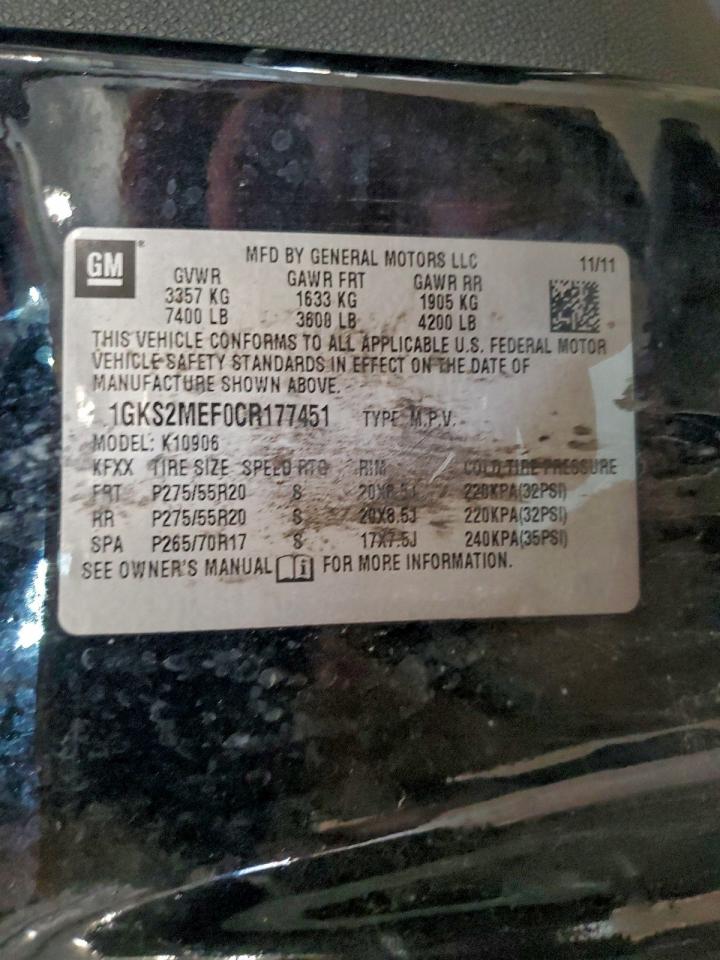 GM
®
MFD BY GENERAL MOTORS LLC 11/11
GVWR GAWR FRT GAWR RR
3357 KG 1633 KG 1905 KG
7400 LB 3608 LB 4200 LB
THIS VEHICLE CONFORMS TO ALL APPLICABLE U.S. FEDERAL MOTOR
VEHICLE SAFETY STANDARDS IN EFFECT ON THE DATE OF
MANUFACTURE SHOWN ABOVE.
1GKS2MEF0CR177451 TYPE M.P.V.
MODEL: K10906
KFXX TIRE SIZE SPEED RTG RIM COLD TIRE PRESSURE
FRT P275/55R20 S 20X8.5J 220KPA(32PSI)
RR P275/55R20 S 20X8.5J 220KPA(32PSI)
SPA P265/70R17 S 17X7.5J 240KPA(35PSI)
SEE OWNER'S MANUAL i FOR MORE INFORMATION.